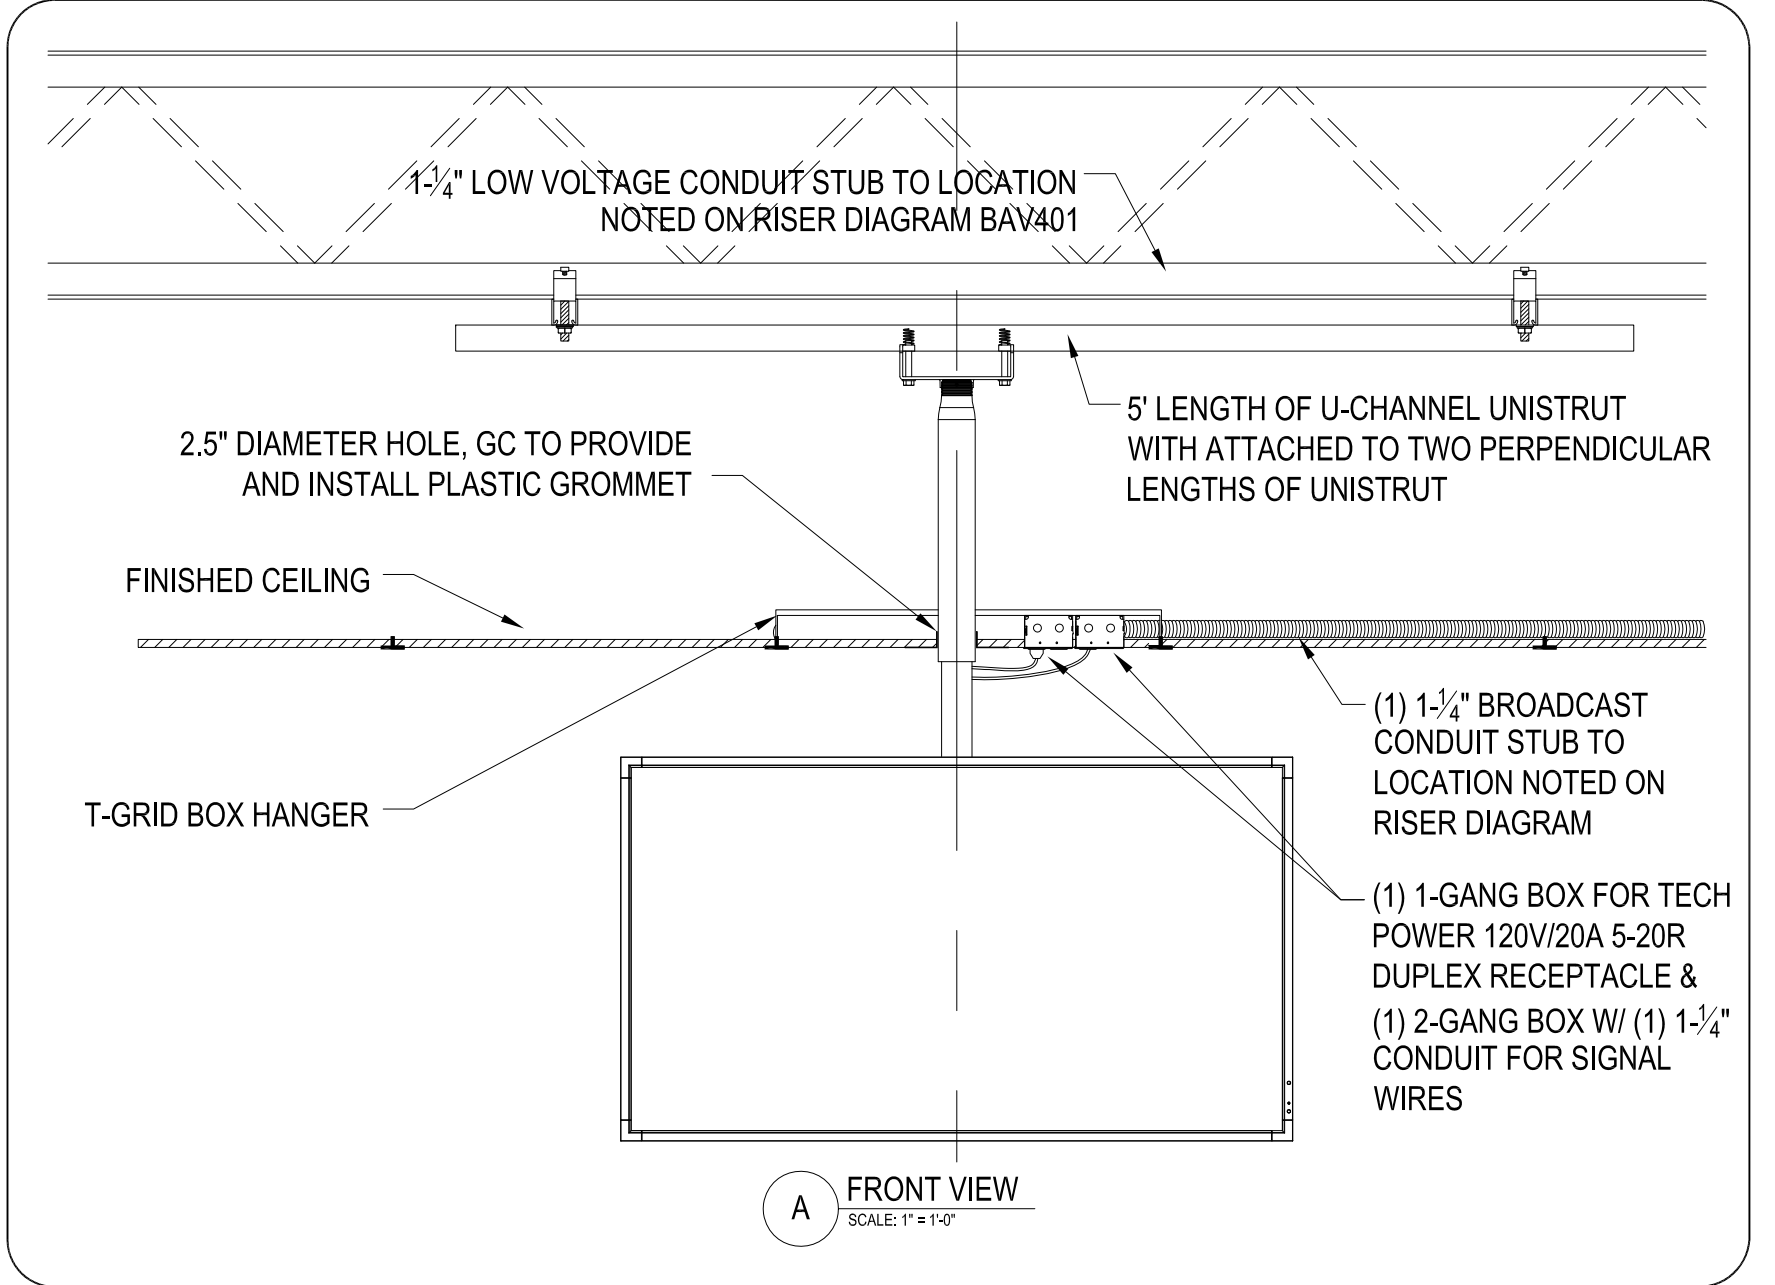 1-1/4" LOW VOLTAGE CONDUIT STUB TO LOCATION
NOTED ON RISER DIAGRAM BAV401
5' LENGTH OF U-CHANNEL UNISTRUT
WITH ATTACHED TO TWO PERPENDICULAR
LENGTHS OF UNISTRUT
2.5" DIAMETER HOLE, GC TO PROVIDE
AND INSTALL PLASTIC GROMMET
FINISHED CEILING
T-GRID BOX HANGER
(1) 1-1/4" BROADCAST
CONDUIT STUB TO
LOCATION NOTED ON
RISER DIAGRAM
(1) 1-GANG BOX FOR TECH
POWER 120V/20A 5-20R
DUPLEX RECEPTACLE &
(1) 2-GANG BOX W/ (1) 1-1/4"
CONDUIT FOR SIGNAL
WIRES
A
FRONT VIEW
SCALE: 1" = 1'-0"